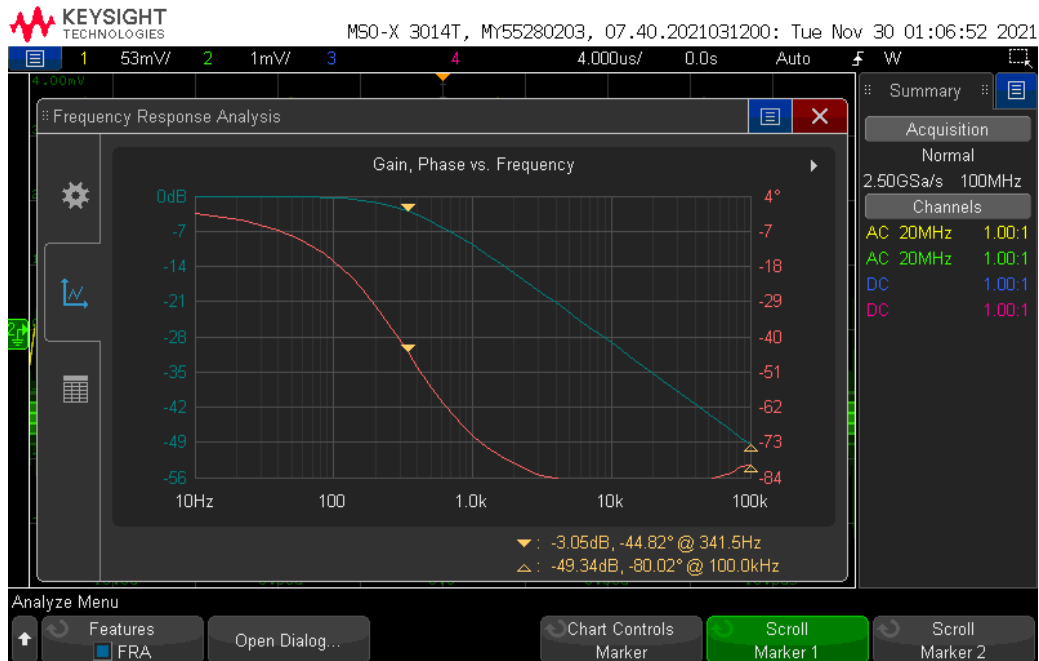 KEYSIGHT
TECHNOLOGIES
MSO-X 3014T, MY55280203, 07.40.2021031200: Tue Nov 30 01:06:52 2021
1 53mV/ 2 1mV/ 3 4 4.000us/ 0.0s Auto W
4.00mV
Summary
Frequency Response Analysis
Acquisition
Normal
2.50GSa/s 100MHz
Channels
AC 20MHz 1.00:1
AC 20MHz 1.00:1
DC 1.00:1
DC 1.00:1
Gain, Phase vs. Frequency
0dB 4°
-7 -7
-14 -18
-21 -29
-28 -40
-35 -51
-42 -62
-49 -73
-56 -84
10Hz 100 1.0k 10k 100k
: -3.05dB, -44.82° @ 341.5Hz
: -49.34dB, -80.02° @ 100.0kHz
Analyze Menu
Features
FRA
Open Dialog...
Chart Controls
Marker
Scroll
Marker 1
Scroll
Marker 2